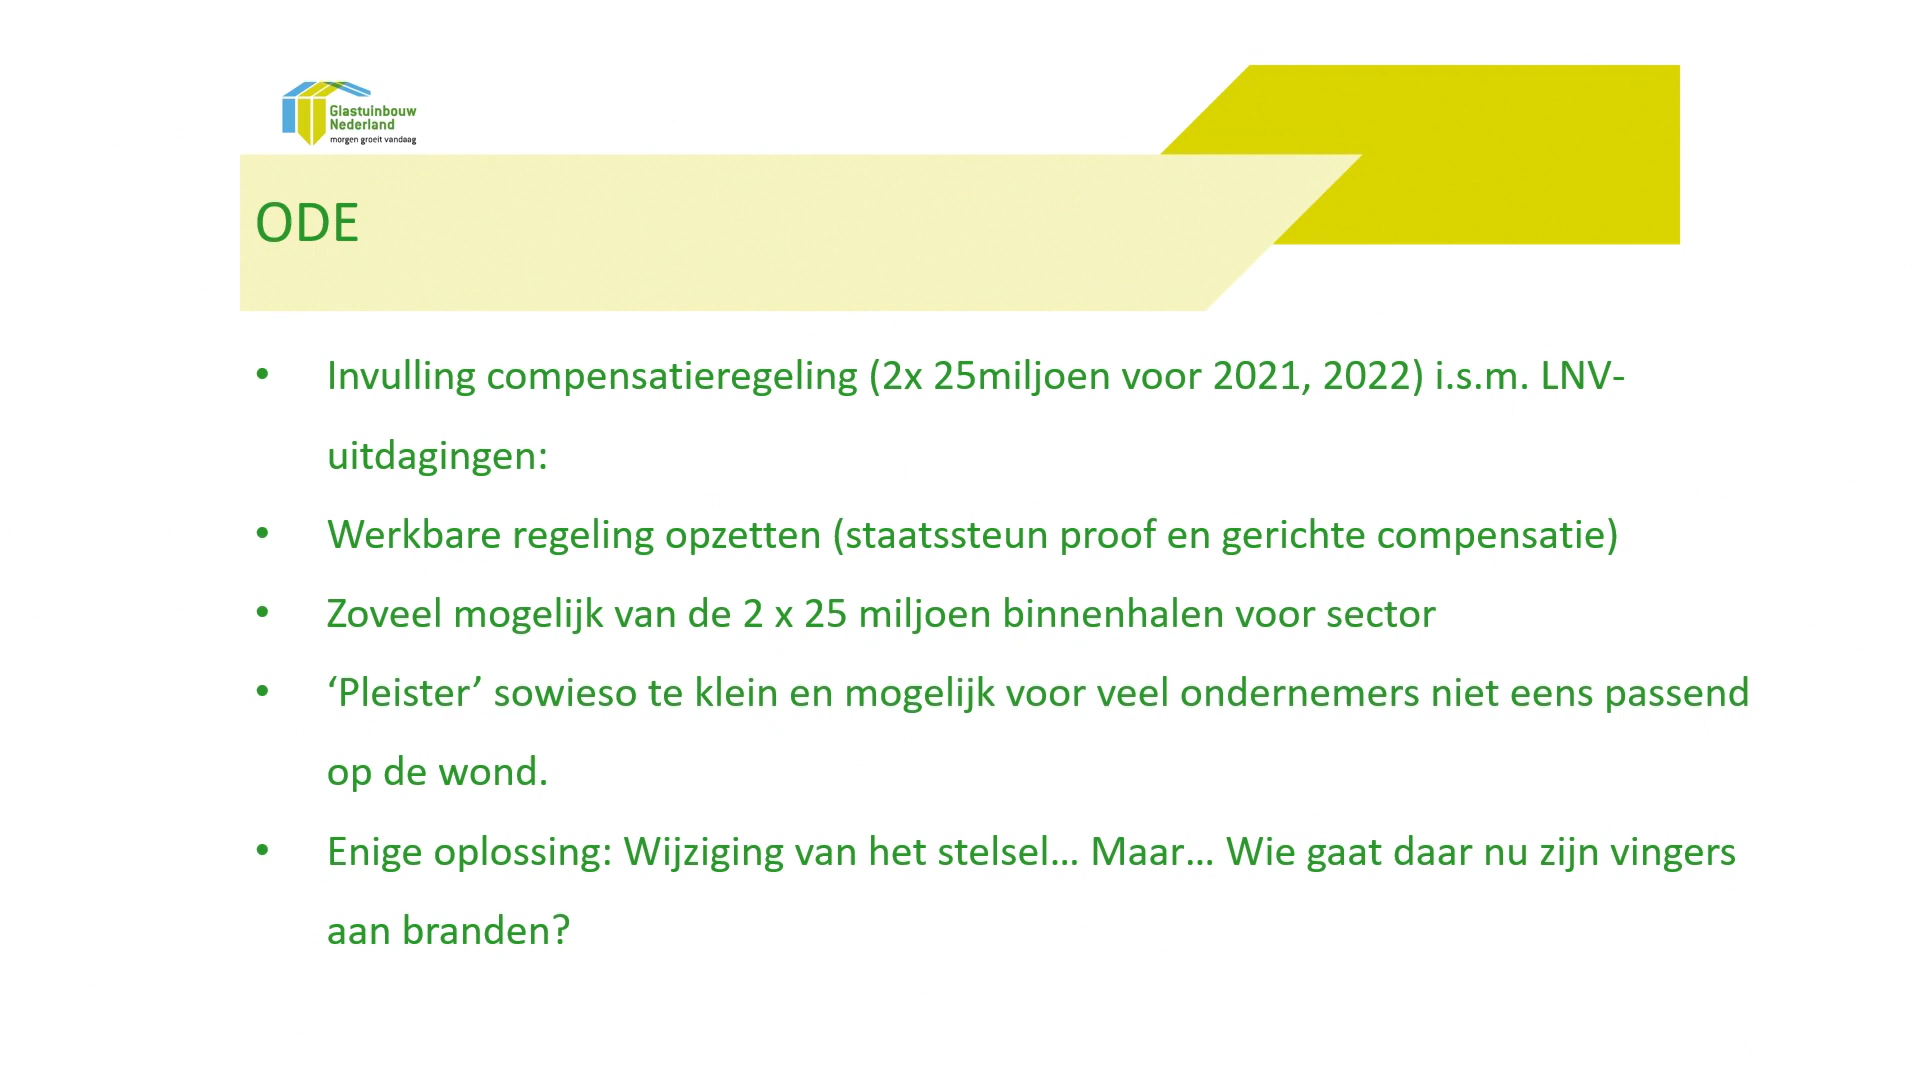 Glastuinbouw
Nederland
morgen groeit vandaag
ODE
• Invulling compensatieregeling (2x 25miljoen voor 2021, 2022) i.s.m. LNV-
uitdagingen:
• Werkbare regeling opzetten (staatssteun proof en gerichte compensatie)
• Zoveel mogelijk van de 2 x 25 miljoen binnenhalen voor sector
• ‘Pleister’ sowieso te klein en mogelijk voor veel ondernemers niet eens passend
op de wond.
• Enige oplossing: Wijziging van het stelsel… Maar… Wie gaat daar nu zijn vingers
aan branden?